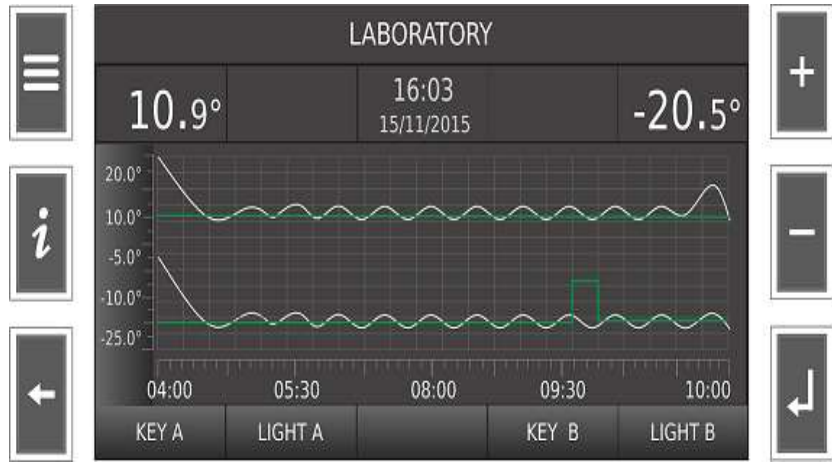 LABORATORY
10.9°
16:03
15/11/2015
-20.5°
i
20.0°
10.0°
-5.0°
-10.0°
-25.0°
04:00 05:30 08:00 09:30 10:00
KEY A LIGHT A KEY B LIGHT B